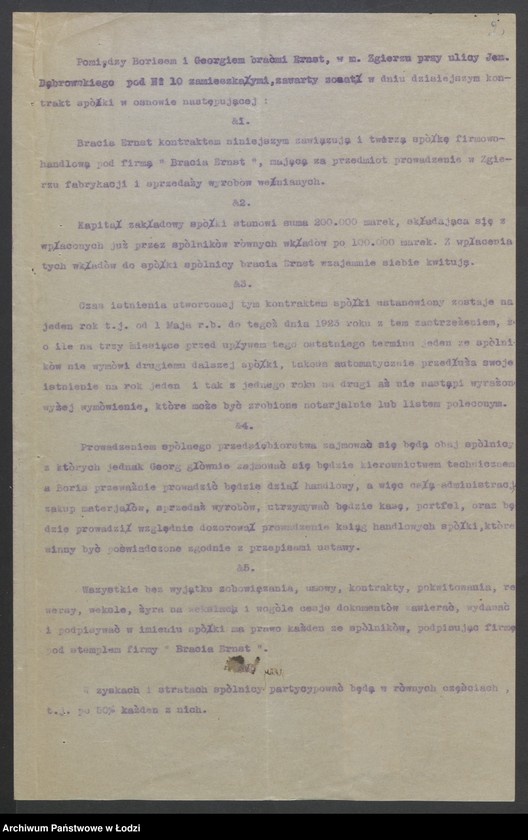 Pomiędzy Borisem i Georgiem braćmi Ernst, w m. Zgierzu przy ulicy Jen.
Dąbrowskiego pod № 10 zamieszkałymi, zawarty został w dniu dzisiejszym kon-
trakt spółki w osnowie następującej :
§1.
Bracia Ernst kontraktem niniejszym zawiązują i tworzą spółkę firmowo-
handlową pod firmą " Bracia Ernst ", mającą za przedmiot prowadzenie w Zgie-
rzu fabrykacji i sprzedaży wyrobów wełnianych.
§2.
Kapitał zakładowy spółki stanowi suma 200.000 marek, składająca się z
wpłaconych już przez spólników równych wkładów po 100.000 marek. Z wpłacenia
tych wkładów do spółki spólnicy bracia Ernst wzajemnie siebie kwitują.
§3.
Czas istnienia utworzonej tym kontraktem spółki ustanowiony zostaje na
jeden rok t.j. od 1 Maja r.b. do tegoż dnia 1923 roku z tem zastrzeżeniem, że
o ile na trzy miesiące przed upływem tego ostatniego terminu jeden ze spólni-
ków nie wymówi drugiemu dalszej spółki, takowa automatycznie przedłuża swoje
istnienie na rok jeden i tak z jednego roku na drugi aż nie nastąpi wyrażone
wyżej wymówienie, które może być zrobione notarjalnie lub listem poleconym.
§4.
Prowadzeniem spólnego przedsiębiorstwa zajmować się będą obaj spólnicy
z których jednak Georg głównie zajmować się będzie kierownictwem technicznem
a Boris przeważnie prowadzić będzie dział handlowy, a więc całą administrację
zakup materjałów, sprzedaż wyrobów, utrzymywać będzie kasę, portfel, oraz bę
dzie prowadził względnie dozorował prowadzenie ksiąg handlowych spółki, które
winny być poświadczone zgodnie z przepisami ustawy.
§5.
Wszystkie bez wyjątku zobowiązania, umowy, kontrakty, pokwitowania, re
wersy, weksle, żyra na wekslach i wogóle cesje dokumentów zawierać, wydawać
i podpisywać w imieniu spółki ma prawo każden ze spólników, podpisując firmę
pod stemplem firmy " Bracia Ernst ".
W zyskach i stratach spólnicy partycypować będą w równych częściach ,
t.j. po 50% każden z nich.
Archiwum Państwowe w Łodzi
szukajwarchiwach.gov.pl